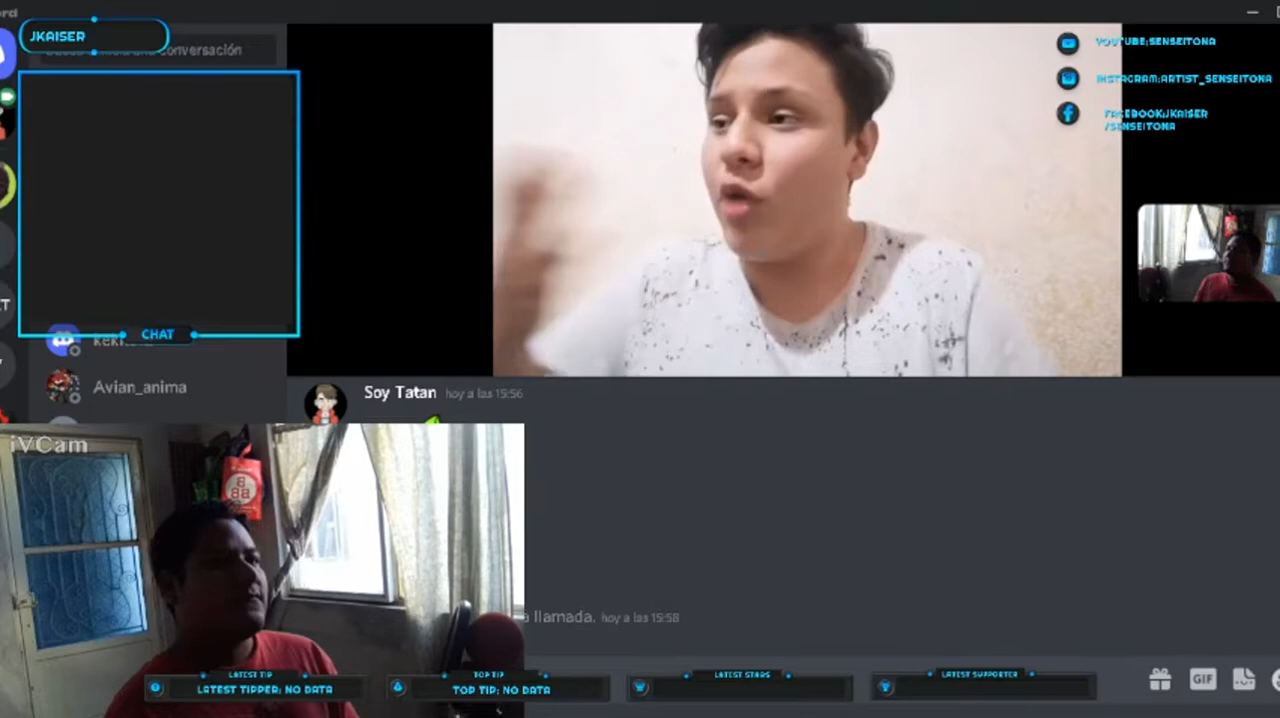 JKAISER
conversación
YOUTUBE:SENSEITONA
INSTAGRAM:ARTIST_SENSEITONA
FACEBOOK:JKAISER
/SENSEITONA
CHAT
Avian_anima
Soy Tatan hoy a las 15:56
iVCam
llamada. hoy a las 15:58
LATEST TIP
LATEST TIPPER: NO DATA
TOP TIP
TOP TIP: NO DATA
LATEST STARS
LATEST SUPPORTER
GIF